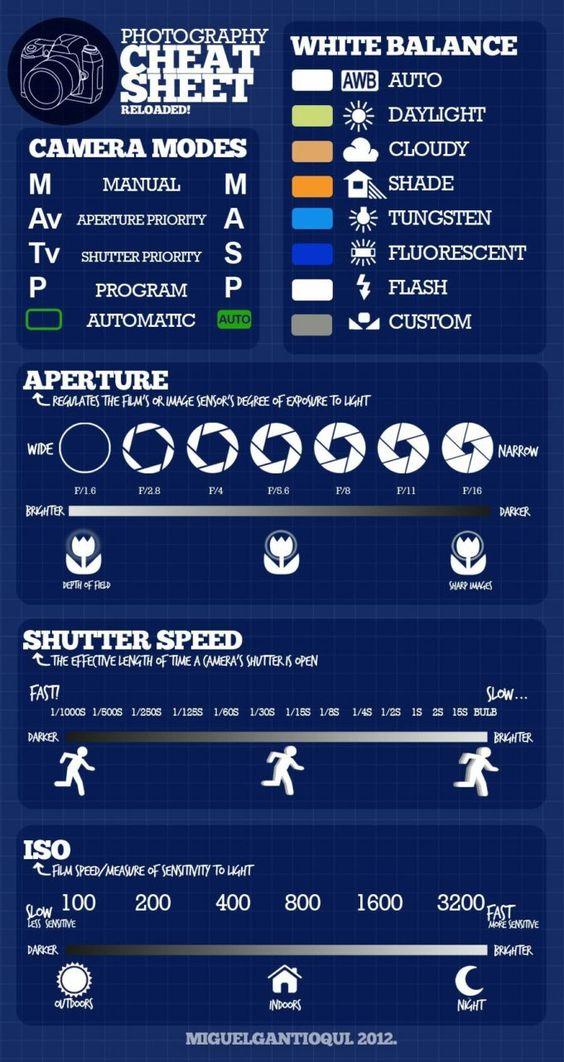 PHOTOGRAPHY
CHEAT
SHEET
RELOADED!
CAMERA MODES
M MANUAL M
Av APERTURE PRIORITY A
Tv SHUTTER PRIORITY S
P PROGRAM P
AUTOMATIC AUTO
WHITE BALANCE
AWB AUTO
DAYLIGHT
CLOUDY
SHADE
TUNGSTEN
FLUORESCENT
FLASH
CUSTOM
APERTURE
REGULATES THE FILM'S OR IMAGE SENSOR'S DEGREE OF EXPOSURE TO LIGHT
WIDE NARROW
F/1.6 F/2.8 F/4 F/5.6 F/8 F/11 F/16
BRIGHTER DARKER
DEPTH OF FIELD SHARP IMAGES
SHUTTER SPEED
THE EFFECTIVE LENGTH OF TIME A CAMERA'S SHUTTER IS OPEN
FAST! SLOW...
1/1000S 1/500S 1/250S 1/125S 1/60S 1/30S 1/15S 1/8S 1/4S 1/2S 1S 2S 15S BULB
DARKER BRIGHTER
ISO
FILM SPEED/MEASURE OF SENSITIVITY TO LIGHT
100 200 400 800 1600 3200
SLOW FAST
LESS SENSITIVE MORE SENSITIVE
DARKER BRIGHTER
OUTDOORS INDOORS NIGHT
MIGUELGANTIOQUI. 2012.